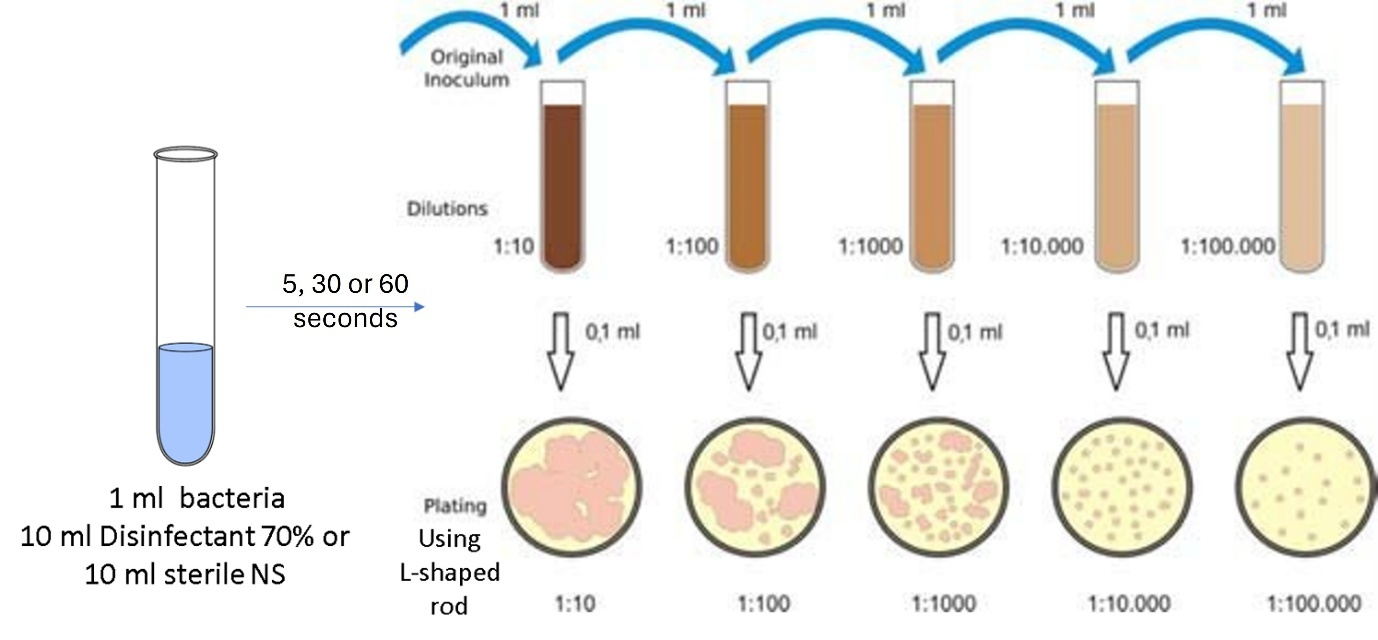 1 ml
1 ml
1 ml
1 ml
1 ml
Original
Inoculum
Dilutions
1:10
1:100
1:1000
1:10.000
1:100.000
5, 30 or 60
seconds
0,1 ml
0,1 ml
0,1 ml
0,1 ml
0,1 ml
1 ml bacteria
10 ml Disinfectant 70% or
10 ml sterile NS
Plating
Using
L-shaped
rod
1:10
1:100
1:1000
1:10.000
1:100.000